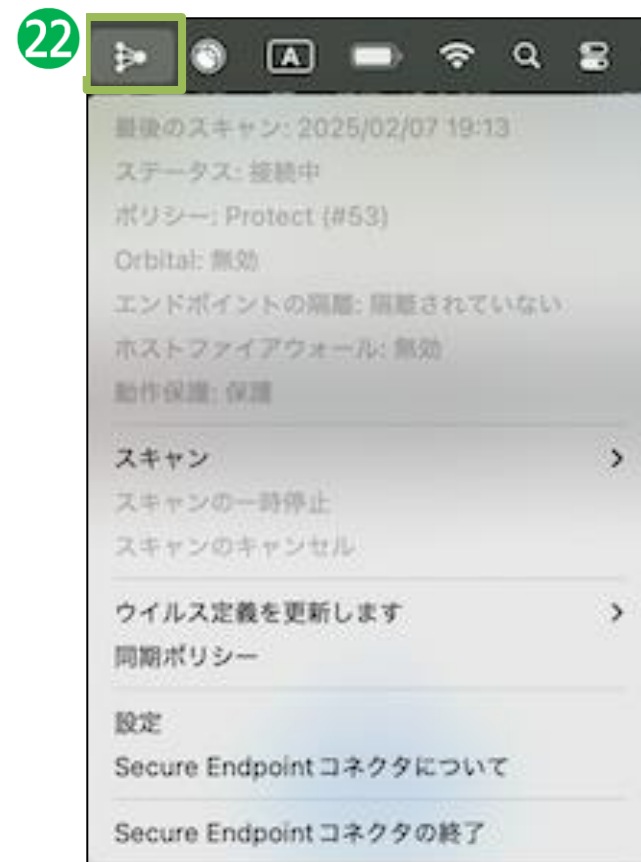 22
A
最後のスキャン: 2025/02/07 19:13
ステータス: 接続中
ポリシー: Protect (#53)
Orbital: 無効
エンドポイントの隔離: 隔離されていない
ホストファイアウォール: 無効
動作保護: 保護
スキャン
スキャンの一時停止
スキャンのキャンセル
ウイルス定義を更新します
同期ポリシー
設定
Secure Endpoint コネクタについて
Secure Endpoint コネクタの終了